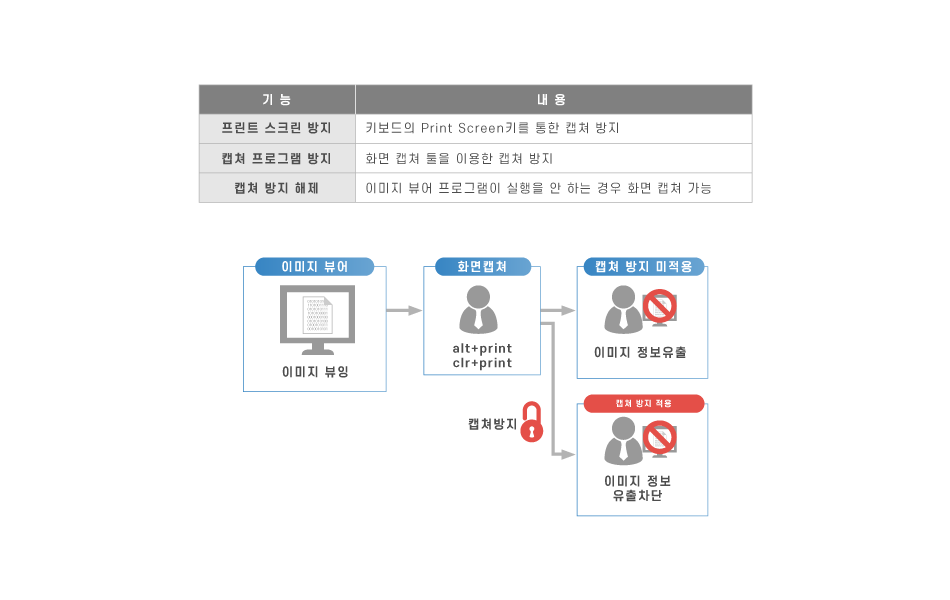 기 능 내 용
프린트 스크린 방지 키보드의 Print Screen키를 통한 캡쳐 방지
캡쳐 프로그램 방지 화면 캡쳐 툴을 이용한 캡쳐 방지
캡쳐 방지 해제 이미지 뷰어 프로그램이 실행을 안 하는 경우 화면 캡쳐 가능
이미지 뷰어
이미지 뷰잉
화면캡쳐
alt+print
clr+print
캡쳐 방지 미적용
이미지 정보유출
캡쳐방지
캡쳐 방지 적용
이미지 정보
유출차단